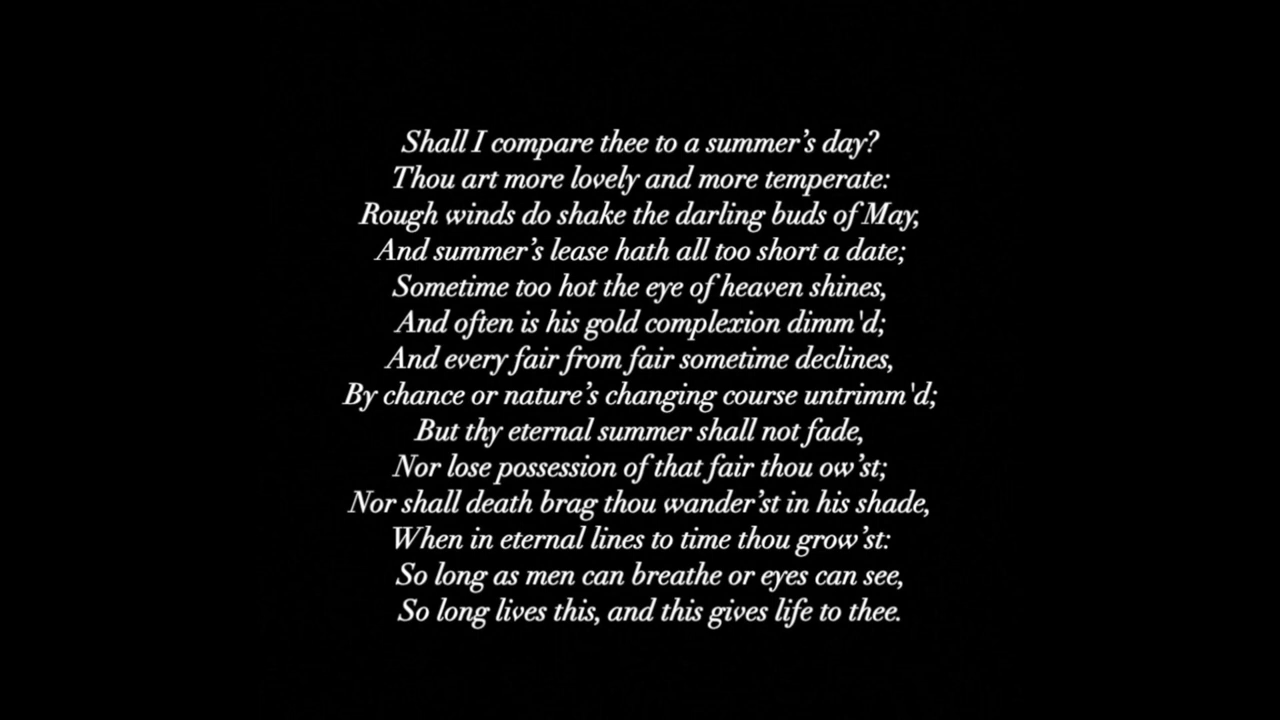 Shall I compare thee to a summer’s day?
Thou art more lovely and more temperate:
Rough winds do shake the darling buds of May,
And summer’s lease hath all too short a date;
Sometime too hot the eye of heaven shines,
And often is his gold complexion dimm'd;
And every fair from fair sometime declines,
By chance or nature’s changing course untrimm'd;
But thy eternal summer shall not fade,
Nor lose possession of that fair thou ow’st;
Nor shall death brag thou wander’st in his shade,
When in eternal lines to time thou grow’st:
So long as men can breathe or eyes can see,
So long lives this, and this gives life to thee.